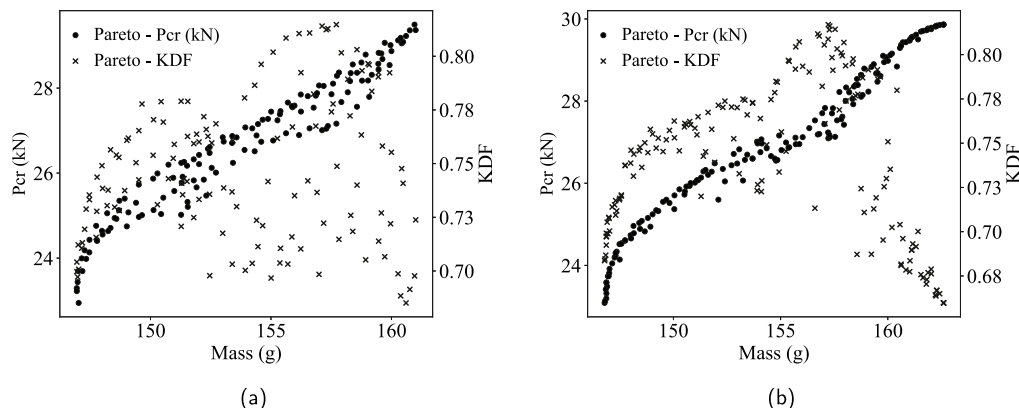 Pareto - Pcr (kN)
Pareto - KDF
28
26
24
Pcr (kN)
0.80
0.78
0.75
0.73
0.70
KDF
150
155
160
Mass (g)
(a)
30
Pareto - Pcr (kN)
Pareto - KDF
28
26
24
Pcr (kN)
0.80
0.78
0.75
0.73
0.70
0.68
KDF
150
155
160
Mass (g)
(b)